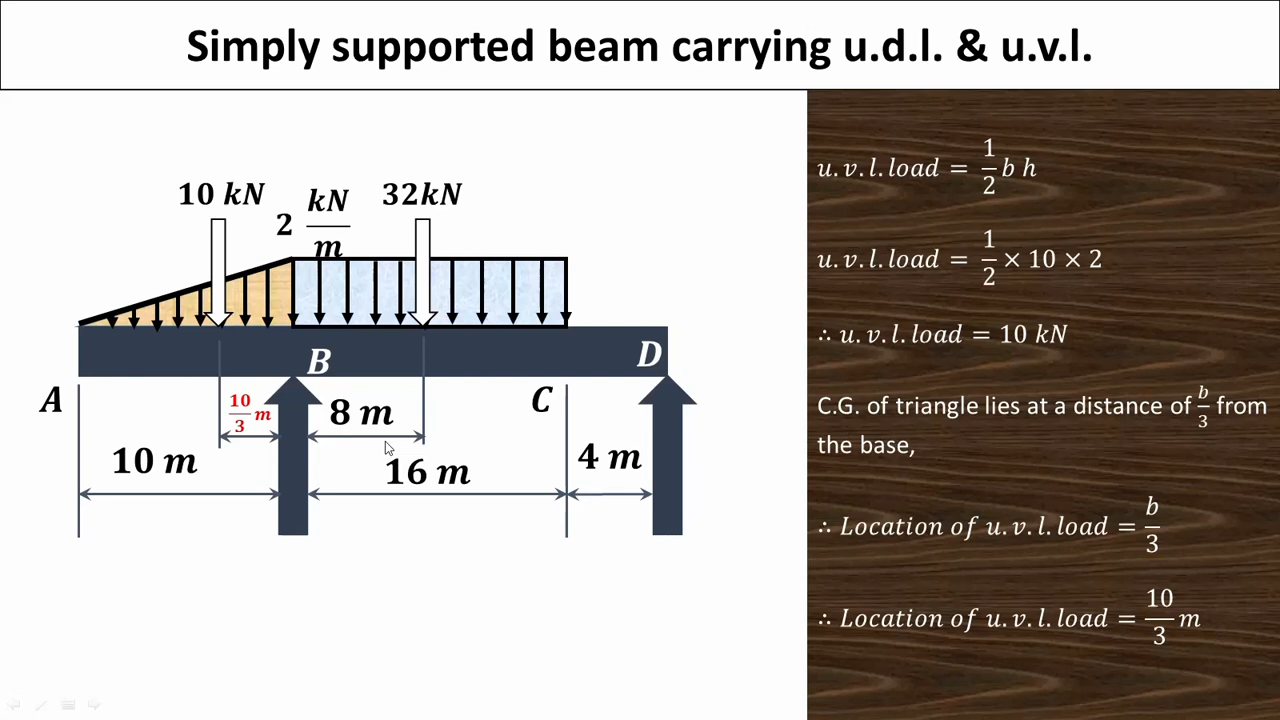 Simply supported beam carrying u.d.l. & u.v.l.
10 kN
2 kN/m
32kN
A
B
C
D
10/3 m
8 m
10 m
16 m
4 m
u.v.l.load = 1/2 b h
u.v.l.load = 1/2 × 10 × 2
∴ u.v.l.load = 10 kN
C.G. of triangle lies at a distance of b/3 from
the base,
∴ Location of u.v.l.load = b/3
∴ Location of u.v.l.load = 10/3 m